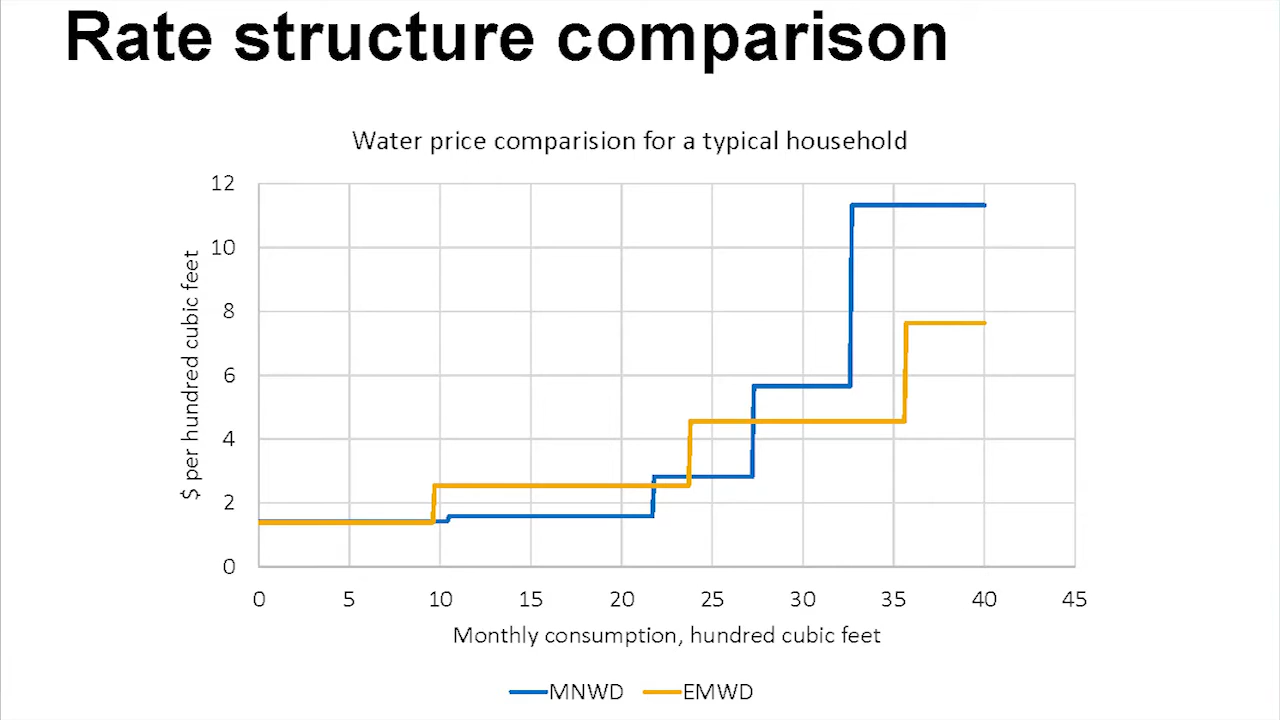 Rate structure comparison
Water price comparision for a typical household
12
10
8
6
4
2
0
$ per hundred cubic feet
0 5 10 15 20 25 30 35 40 45
Monthly consumption, hundred cubic feet
MNWD EMWD